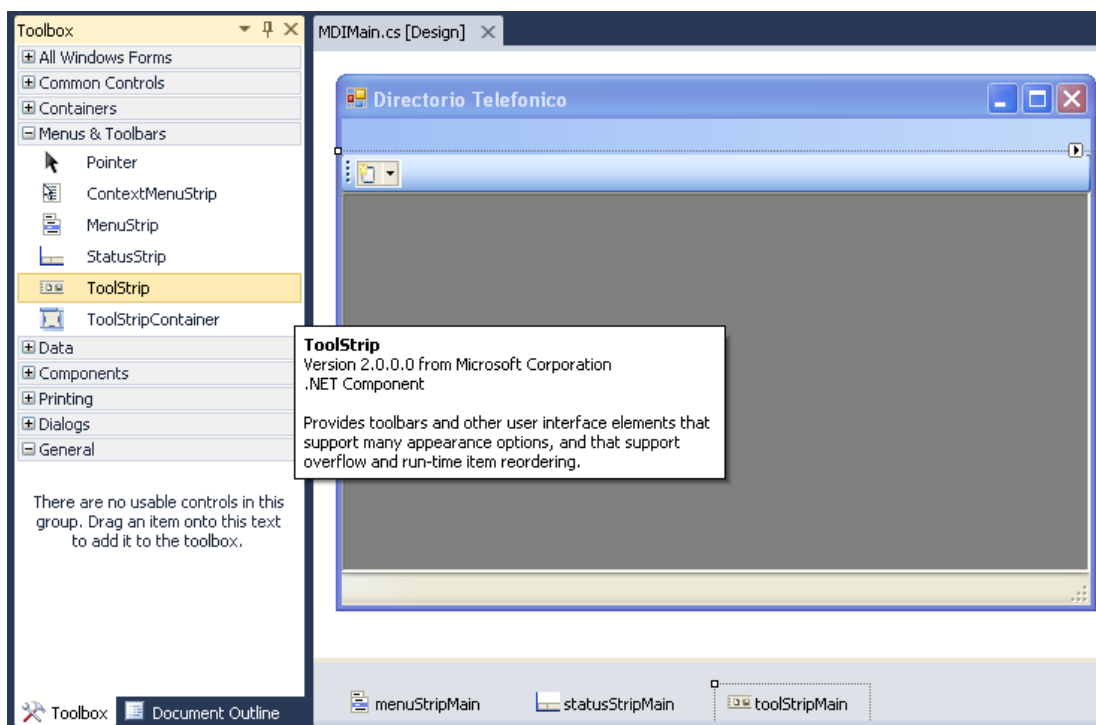 Toolbox
All Windows Forms
Common Controls
Containers
Menus & Toolbars
Pointer
ContextMenuStrip
MenuStrip
StatusStrip
ToolStrip
ToolStripContainer
Data
Components
Printing
Dialogs
General
There are no usable controls in this
group. Drag an item onto this text
to add it to the toolbox.
Toolbox
Document Outline
MDIMain.cs [Design]
Directorio Telefonico
ToolStrip
Version 2.0.0.0 from Microsoft Corporation
.NET Component
Provides toolbars and other user interface elements that
support many appearance options, and that support
overflow and run-time item reordering.
menuStripMain
statusStripMain
toolStripMain